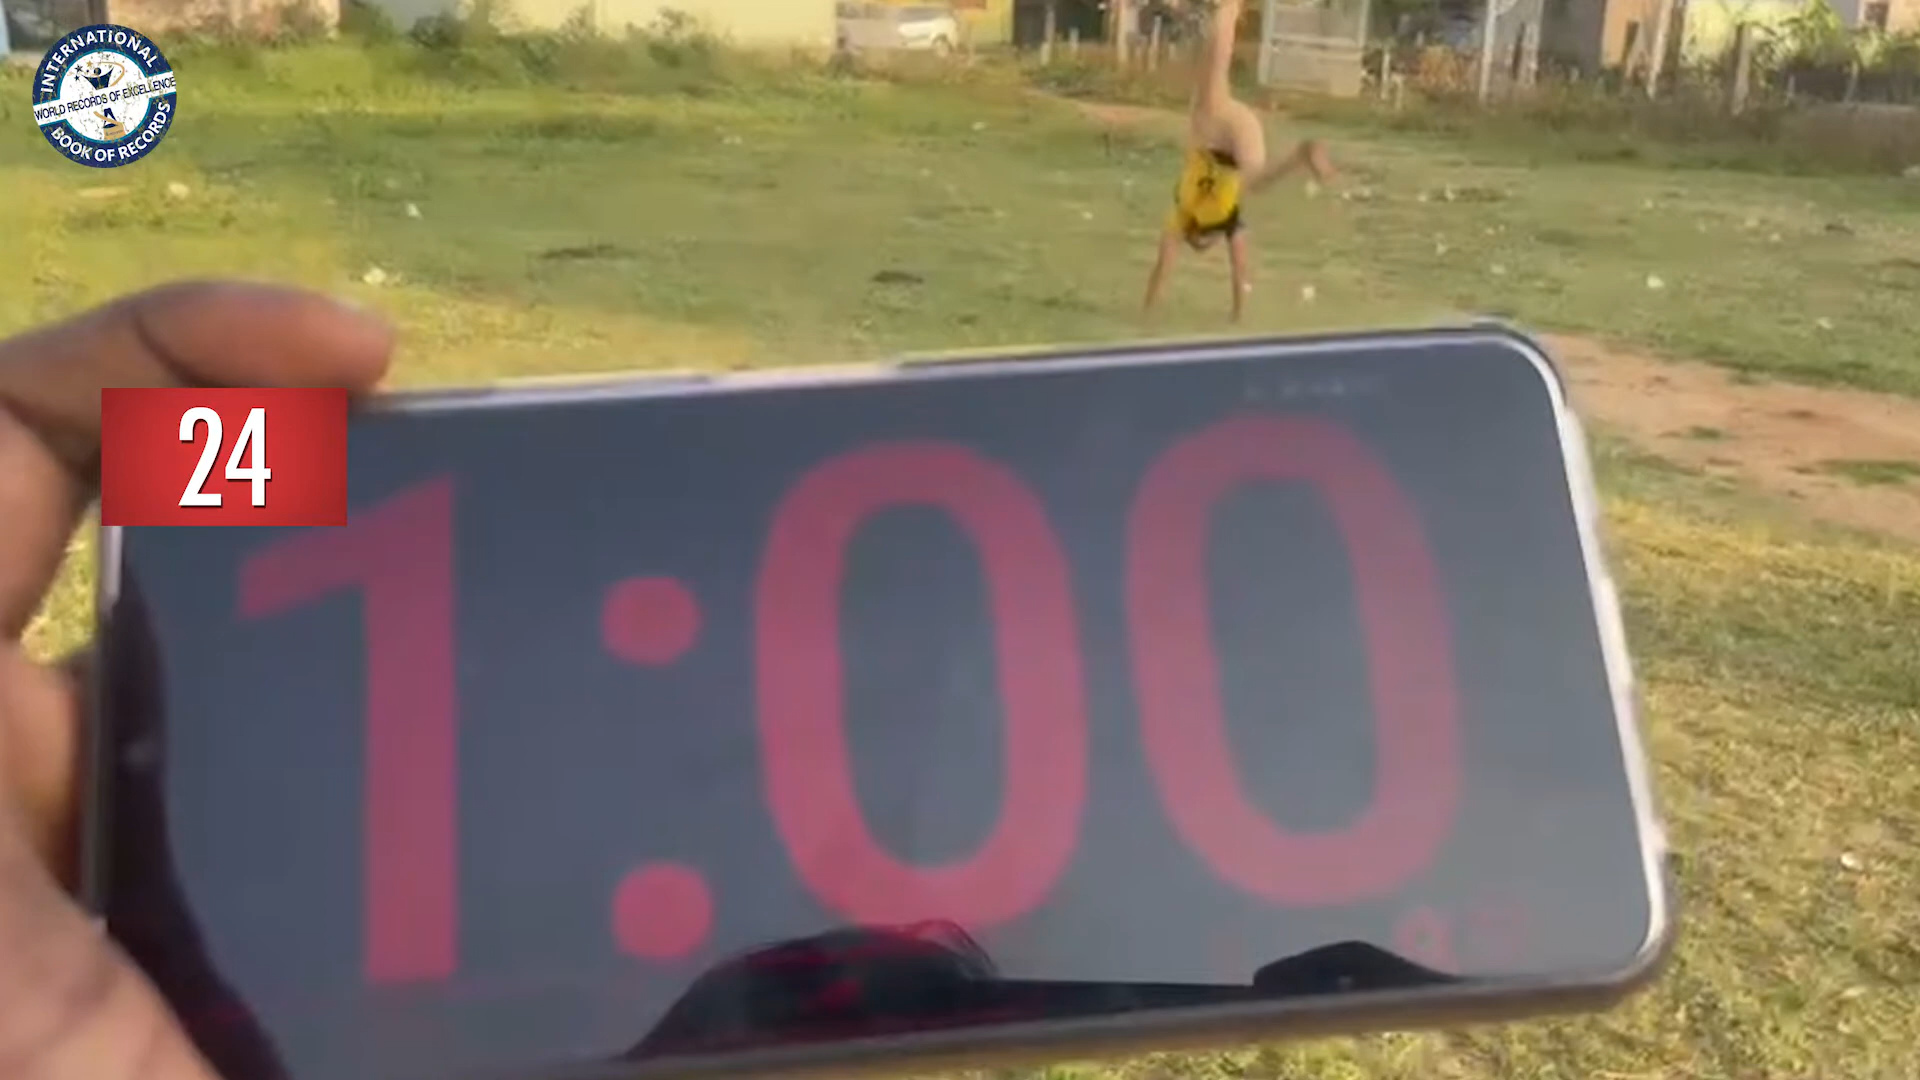 INTERNATIONAL
WORLD RECORDS OF EXCELLENCE
BOOK OF RECORDS
24
1:00